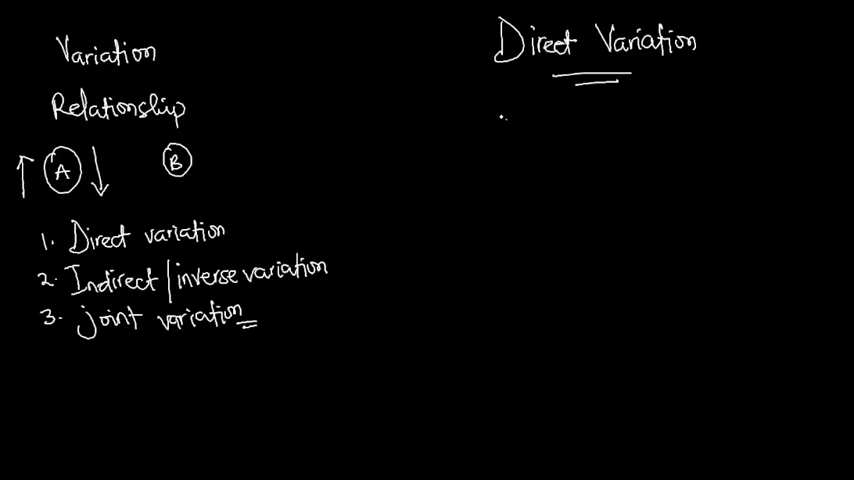 Variation
Relationship
A B
1. Direct variation
2. Indirect / inverse variation
3. joint variation
Direct Variation